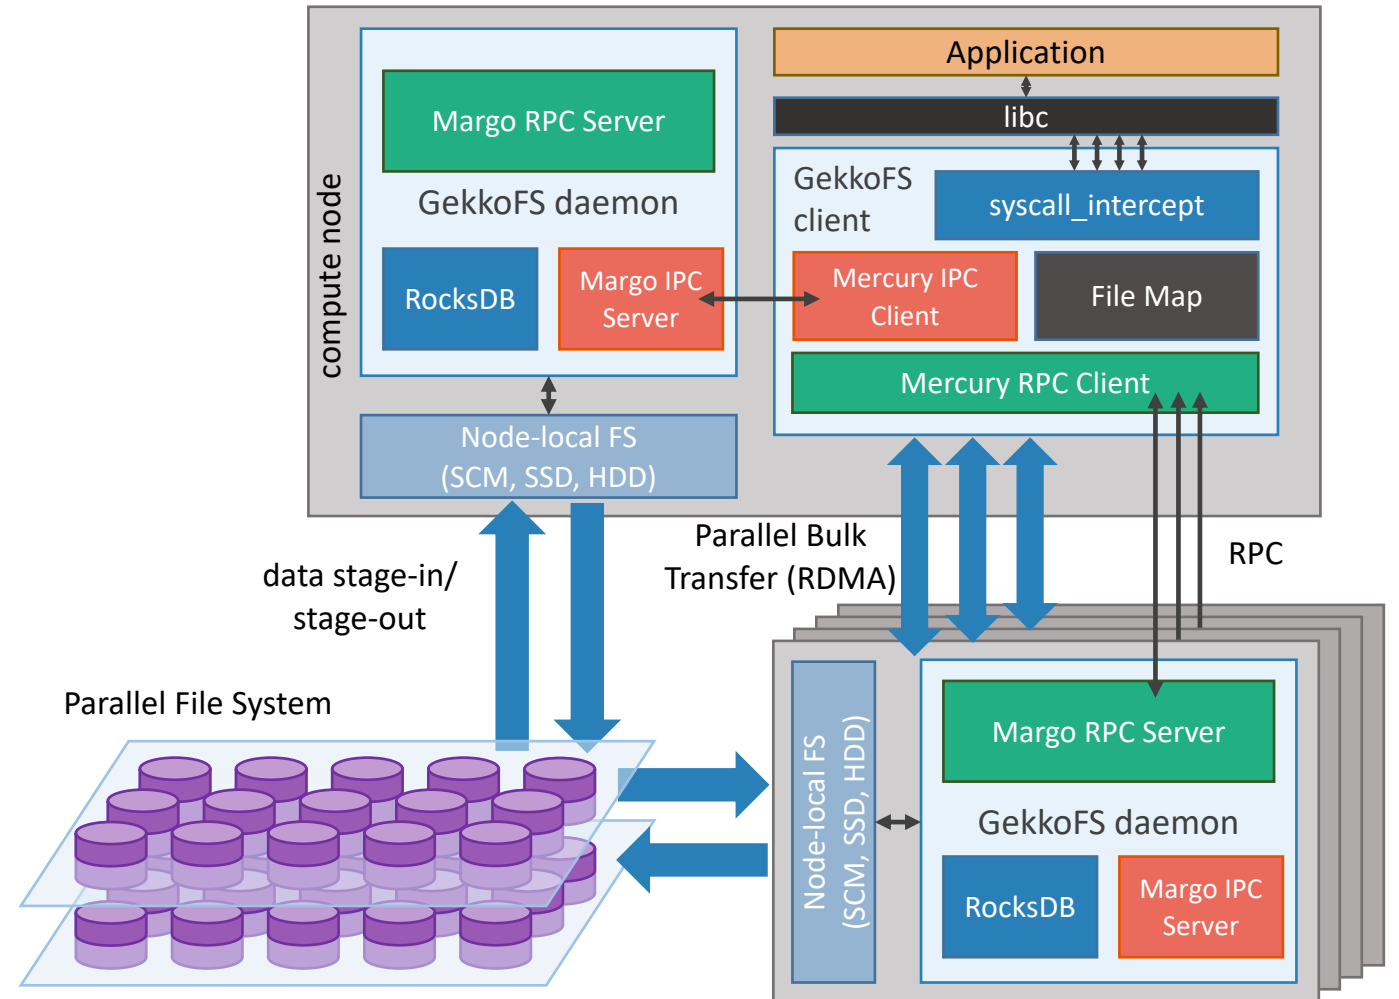 compute node
Margo RPC Server
GekkoFS daemon
RocksDB
Margo IPC
Server
Node-local FS
(SCM, SSD, HDD)
Application
libc
GekkoFS
client
syscall_intercept
Mercury IPC
Client
File Map
Mercury RPC Client
data stage-in/
stage-out
Parallel Bulk
Transfer (RDMA)
RPC
Parallel File System
Node-local FS
(SCM, SSD, HDD)
Margo RPC Server
GekkoFS daemon
RocksDB
Margo IPC
Server